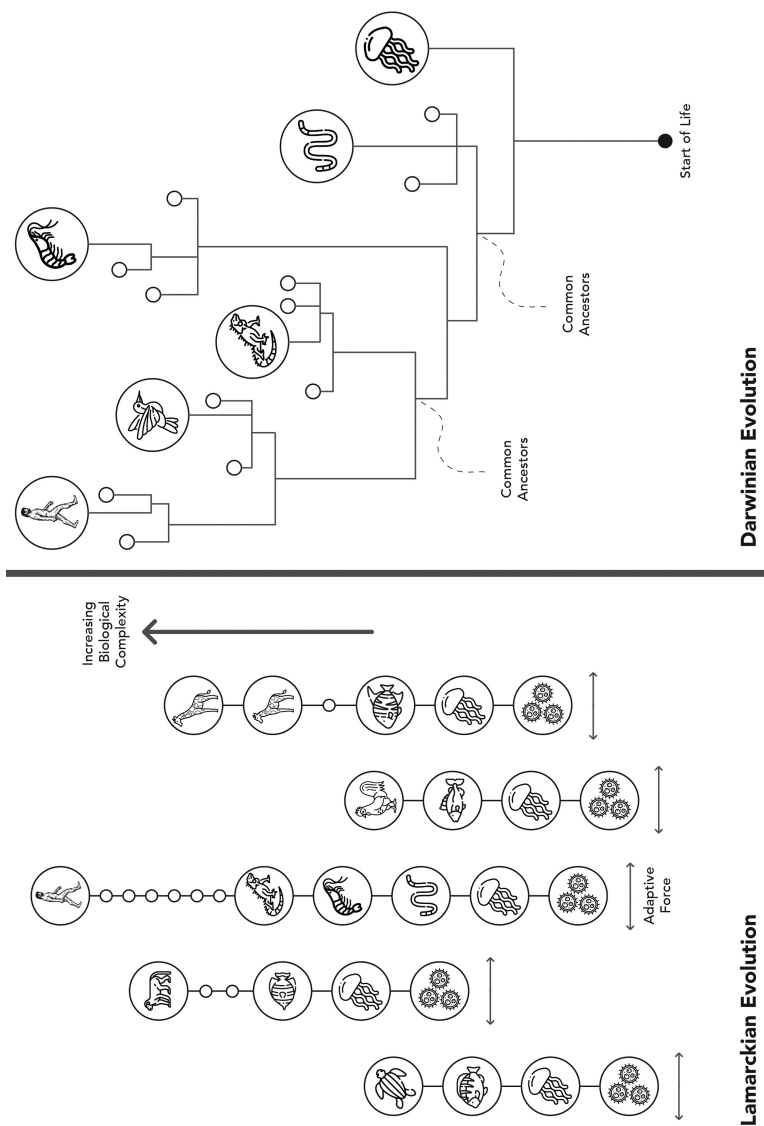 Lamarckian Evolution
Adaptive
Force
Increasing
Biological
Complexity
Darwinian Evolution
Common
Ancestors
Common
Ancestors
Start of Life